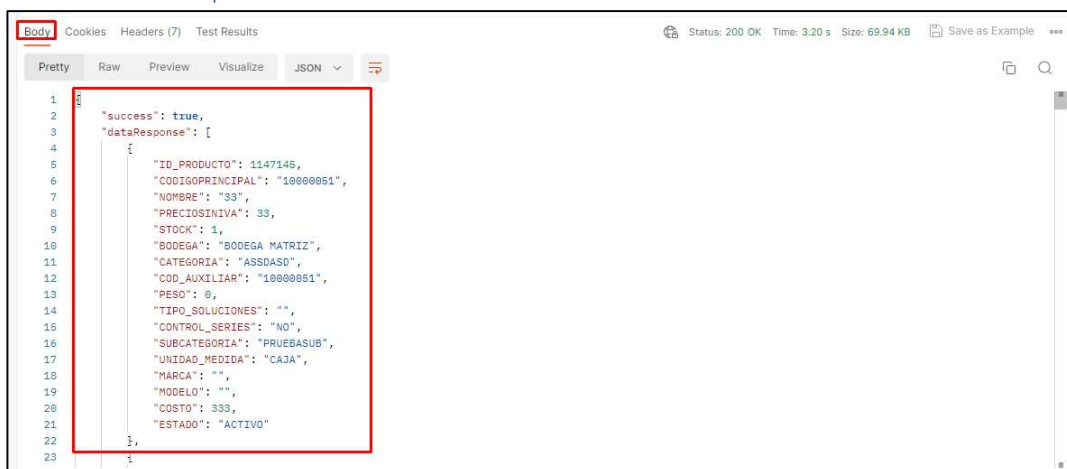 Body Cookies Headers (7) Test Results Status: 200 OK Time: 3.20 s Size: 69.94 KB Save as Example
Pretty Raw Preview Visualize JSON
1 {
2 "success": true,
3 "dataResponse": [
4 {
5 "ID_PRODUCTO": 1147145,
6 "CODIGOPRINCIPAL": "10000051",
7 "NOMBRE": "33",
8 "PRECIOSINIVA": 33,
9 "STOCK": 1,
10 "BODEGA": "BODEGA MATRIZ",
11 "CATEGORIA": "ASSDASD",
12 "COD_AUXILIAR": "10000051",
13 "PESO": 0,
14 "TIPO_SOLUCIONES": "",
15 "CONTROL_SERIES": "NO",
16 "SUBCATEGORIA": "PRUEBASUB",
17 "UNIDAD_MEDIDA": "CAJA",
18 "MARCA": "",
19 "MODELO": "",
20 "COSTO": 333,
21 "ESTADO": "ACTIVO"
22 },
23 {